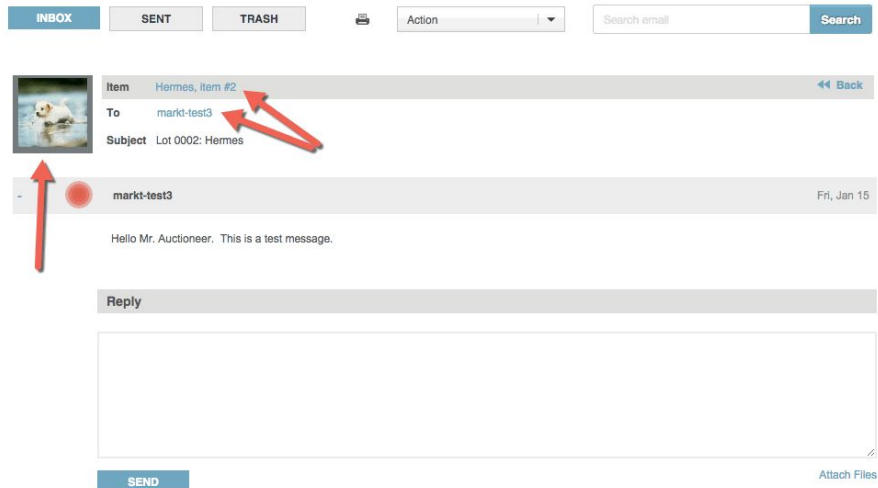 INBOX SENT TRASH Action Search email Search
Item Hermes, item #2 Back
To markt-test3
Subject Lot 0002: Hermes
- markt-test3 Fri, Jan 15
Hello Mr. Auctioneer. This is a test message.
Reply
Attach Files
SEND